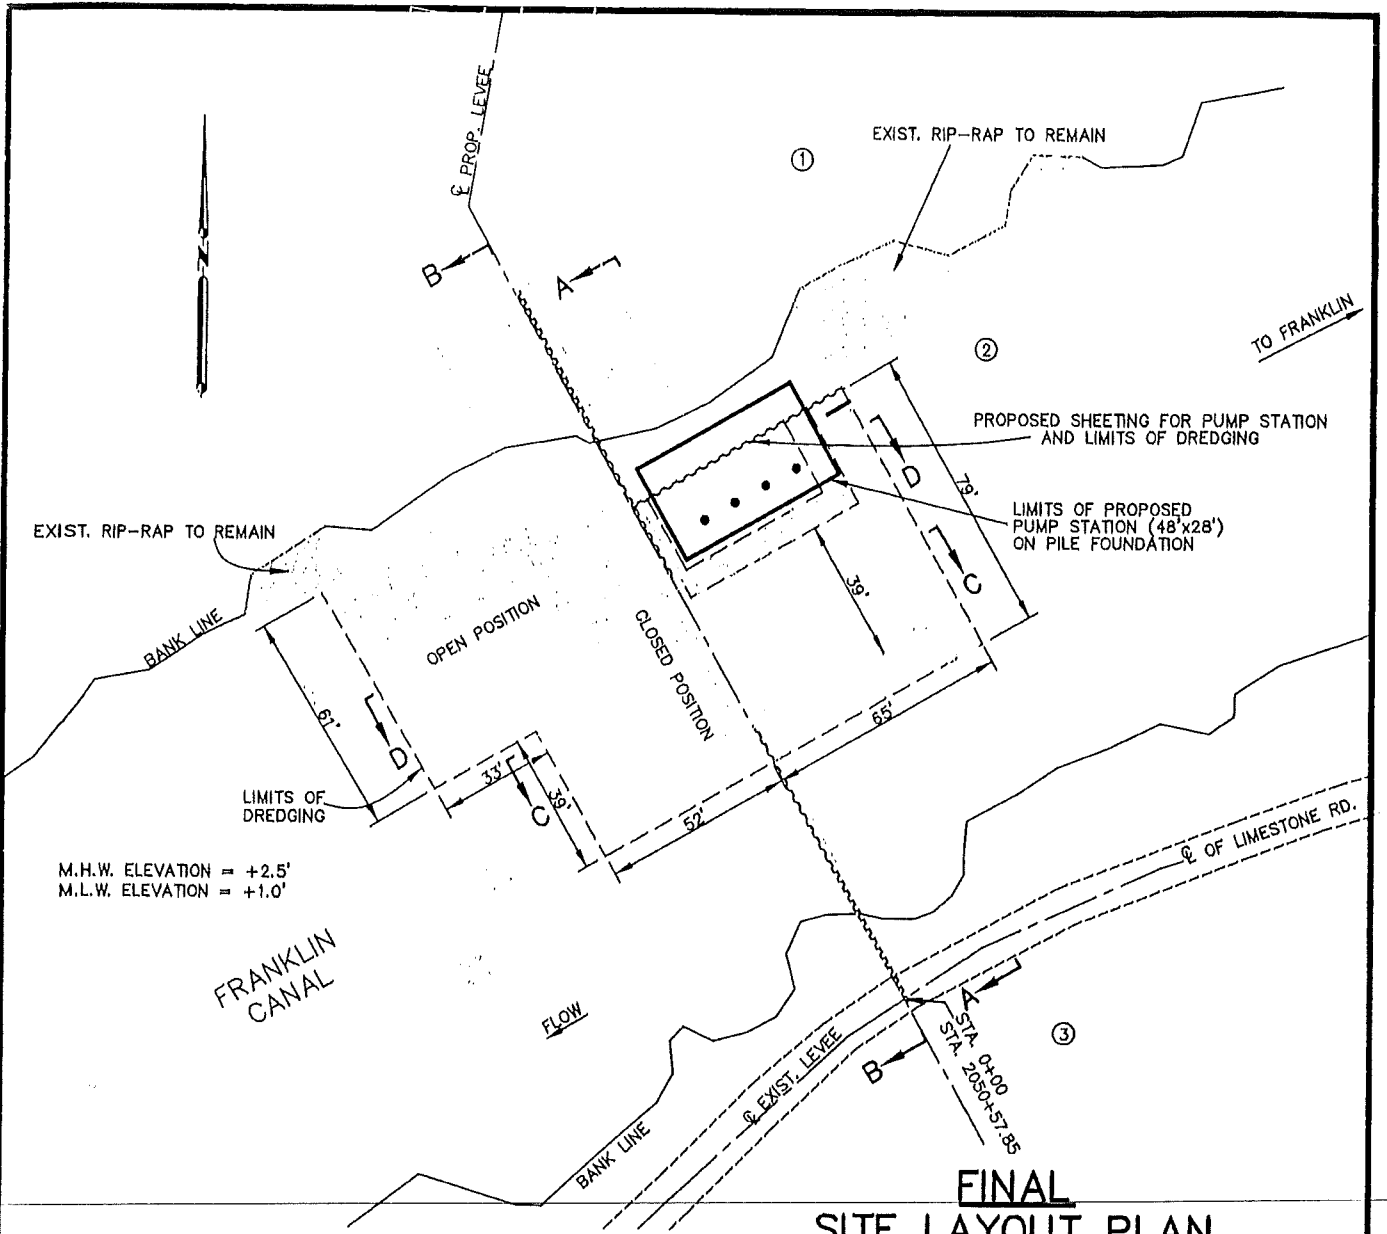 ℄ PROP. LEVEE
EXIST. RIP-RAP TO REMAIN
①
B
A
N
②
TO FRANKLIN
PROPOSED SHEETING FOR PUMP STATION
AND LIMITS OF DREDGING
D
79'
LIMITS OF PROPOSED
PUMP STATION (48'x28')
ON PILE FOUNDATION
EXIST. RIP-RAP TO REMAIN
39'
C
BANK LINE
OPEN POSITION
CLOSED POSITION
61'
65'
D
33'
39'
C
52'
LIMITS OF
DREDGING
℄ OF LIMESTONE RD.
M.H.W. ELEVATION = +2.5'
M.L.W. ELEVATION = +1.0'
FRANKLIN
CANAL
FLOW
A
STA. 0+00
STA. 2050+57.85
③
B
℄ EXIST. LEVEE
BANK LINE
FINAL
SITE LAYOUT PLAN